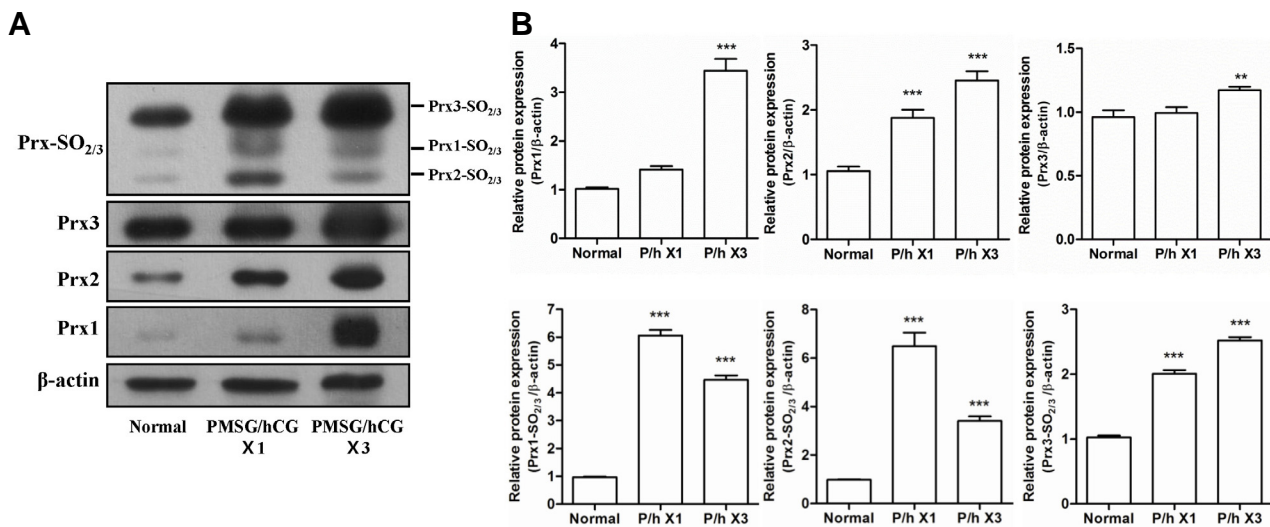 A
Prx-SO2/3
Prx3-SO2/3
Prx1-SO2/3
Prx2-SO2/3
Prx3
Prx2
Prx1
β-actin
Normal
PMSG/hCG
X1
PMSG/hCG
X3
B
Relative protein expression
(Prx1/β-actin)
4
3
2
1
0
***
Normal
P/h X1
P/h X3
Relative protein expression
(Prx2/β-actin)
3
2
1
0
***
***
Normal
P/h X1
P/h X3
Relative protein expression
(Prx3/β-actin)
1.5
1.0
0.5
0.0
**
Normal
P/h X1
P/h X3
Relative protein expression
(Prx1-SO2/3 /β-actin)
7
6
5
4
3
2
1
0
***
***
Normal
P/h X1
P/h X3
Relative protein expression
(Prx2-SO2/3 /β-actin)
8
6
4
2
0
***
***
Normal
P/h X1
P/h X3
Relative protein expression
(Prx3-SO2/3 /β-actin)
3
2
1
0
***
***
Normal
P/h X1
P/h X3